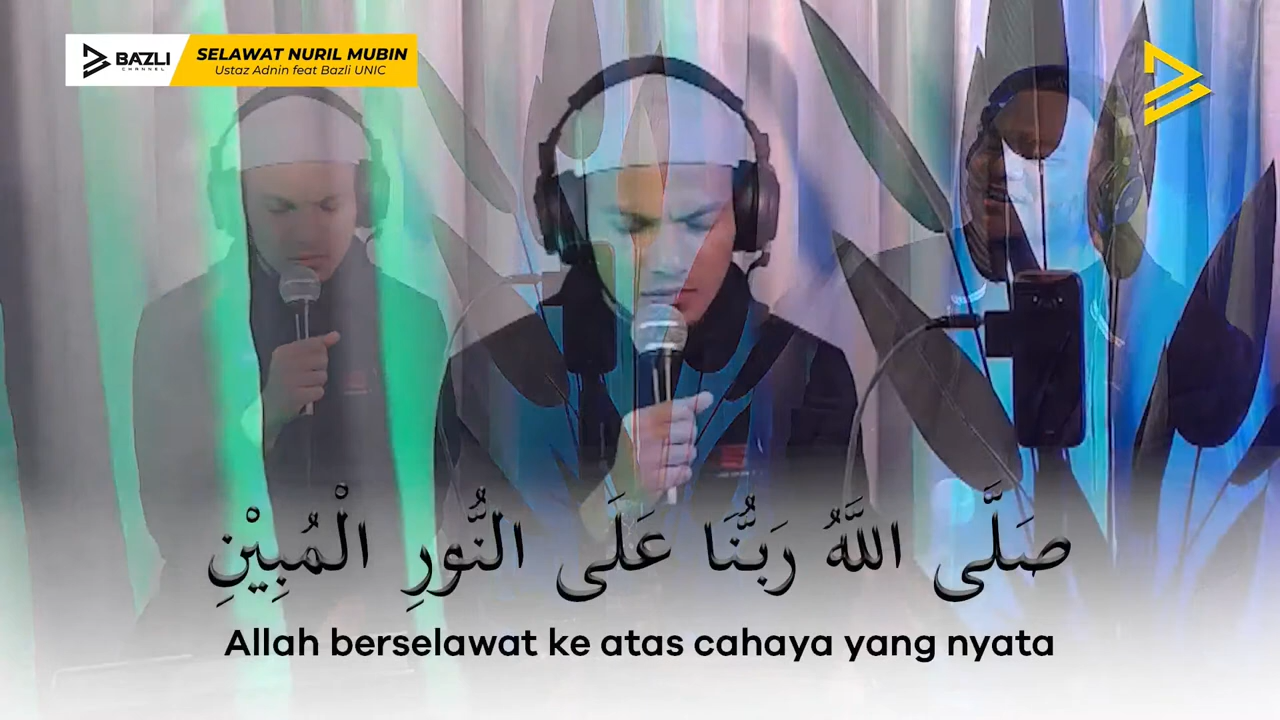 BAZLI
CHANNEL
SELAWAT NURIL MUBIN
Ustaz Adnin feat Bazli UNIC
صَلَّى اللَّهُ رَبُّنَا عَلَى النُّورِ الْمُبِيْنِ
Allah berselawat ke atas cahaya yang nyata